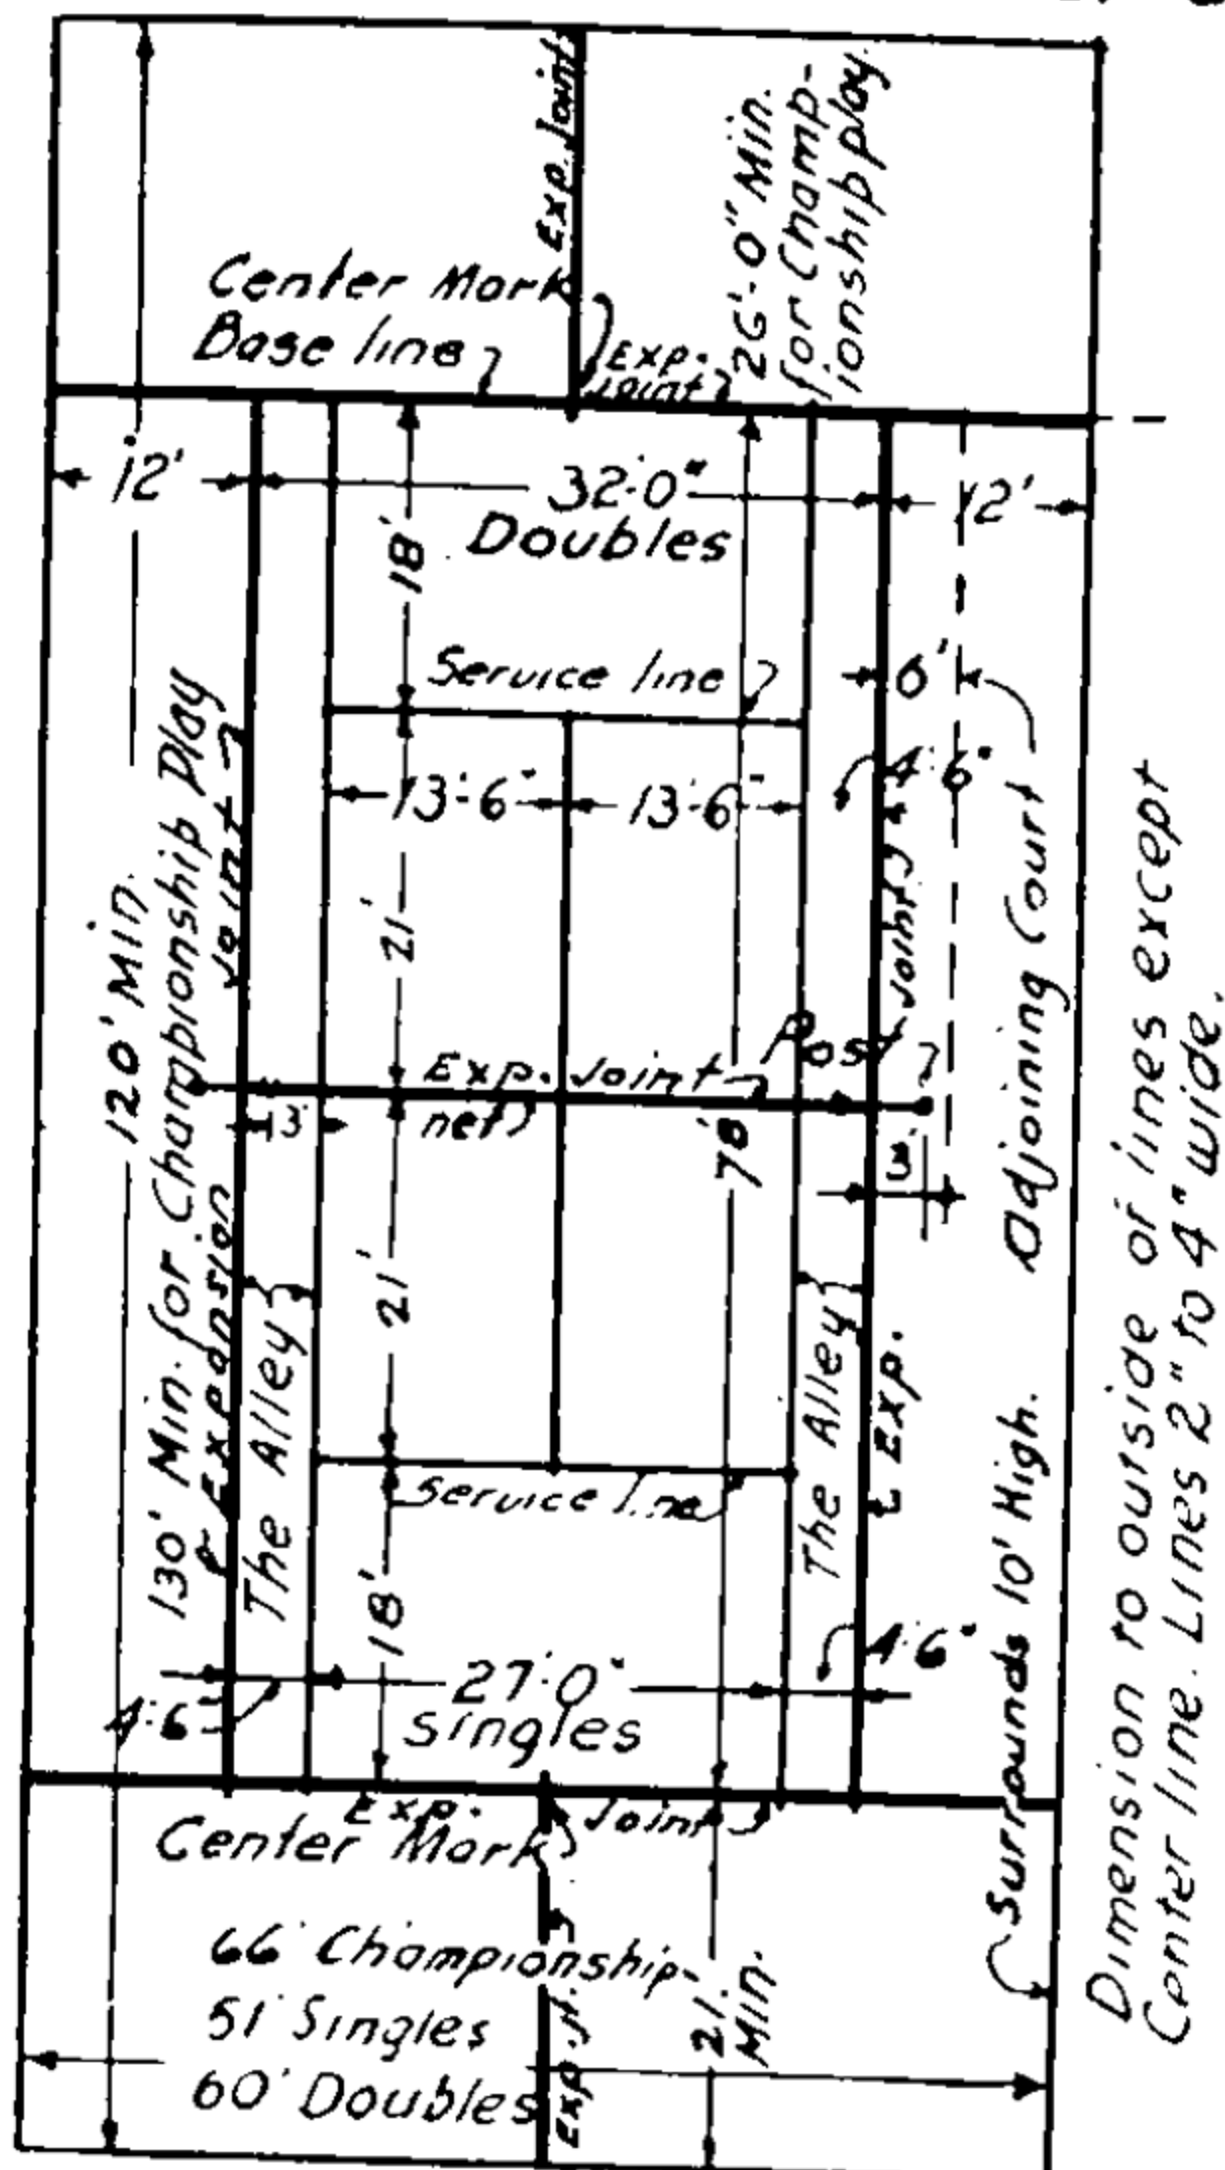 Exp. Joint
26'-0" Min.
for Champ-
ionship play.
Center Mark
Base line
Exp.
Joint
12'
32'-0"
Doubles
12'
18'
Service line
6'
13'-6"
13'-6"
4'-6"
21'
120' Min.
130' Min. for Championship Play
Expansion Joint
Joint
Adjoining Court
Exp. Joint
net
Post
3'
3'
78'
21'
The Alley
The Alley
Exp.
Service line
18'
4'-6"
27'-0"
Singles
4'-6"
Exp. Joint
Center Mark
66' Championship
51' Singles
60' Doubles
Exp. Jt.
21'
Min.
Surrounds 10' High.
Dimension to outside of lines except
Center line. Lines 2" to 4" wide.